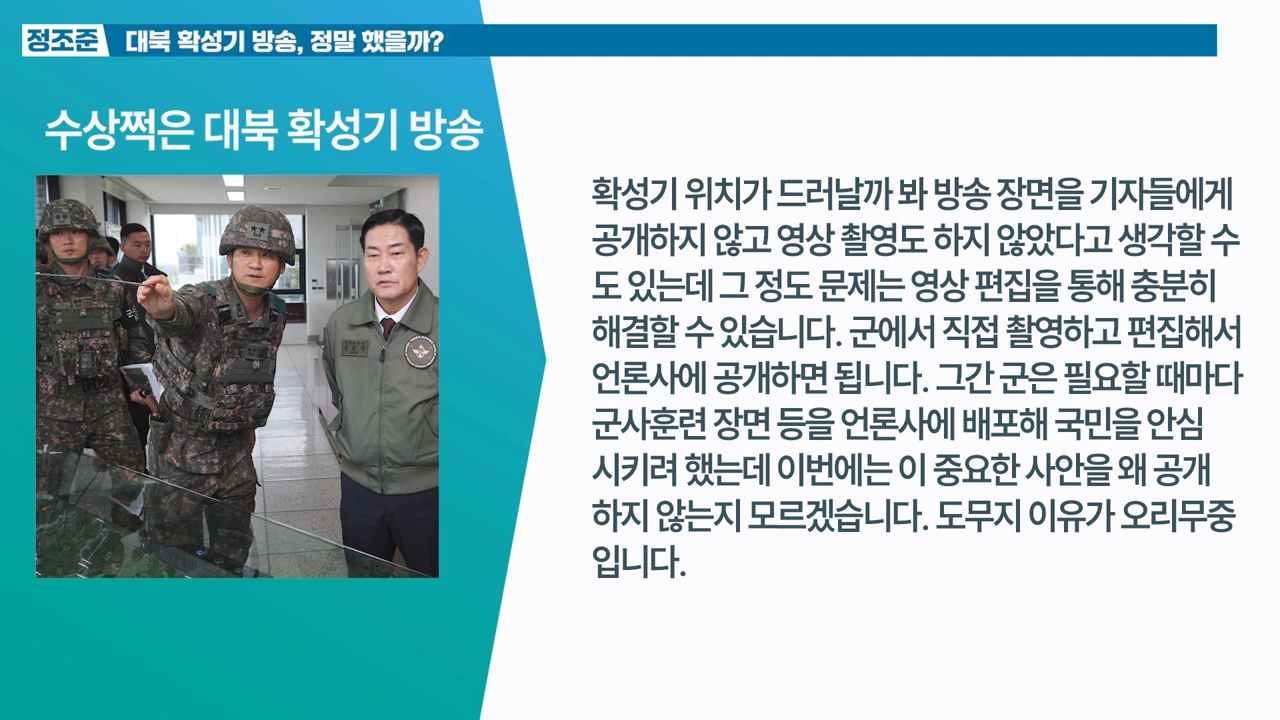 정조준 대북 확성기 방송, 정말 했을까?
수상쩍은 대북 확성기 방송
확성기 위치가 드러날까 봐 방송 장면을 기자들에게
공개하지 않고 영상 촬영도 하지 않았다고 생각할 수
도 있는데 그 정도 문제는 영상 편집을 통해 충분히
해결할 수 있습니다. 군에서 직접 촬영하고 편집해서
언론사에 공개하면 됩니다. 그간 군은 필요할 때마다
군사훈련 장면 등을 언론사에 배포해 국민을 안심
시키려 했는데 이번에는 이 중요한 사안을 왜 공개
하지 않는지 모르겠습니다. 도무지 이유가 오리무중
입니다.